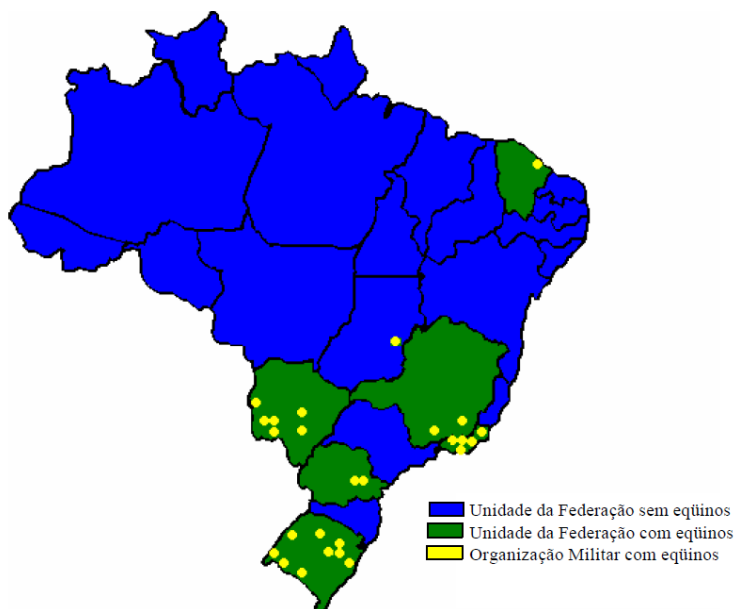 Unidade da Federação sem eqüinos
Unidade da Federação com eqüinos
Organização Militar com eqüinos